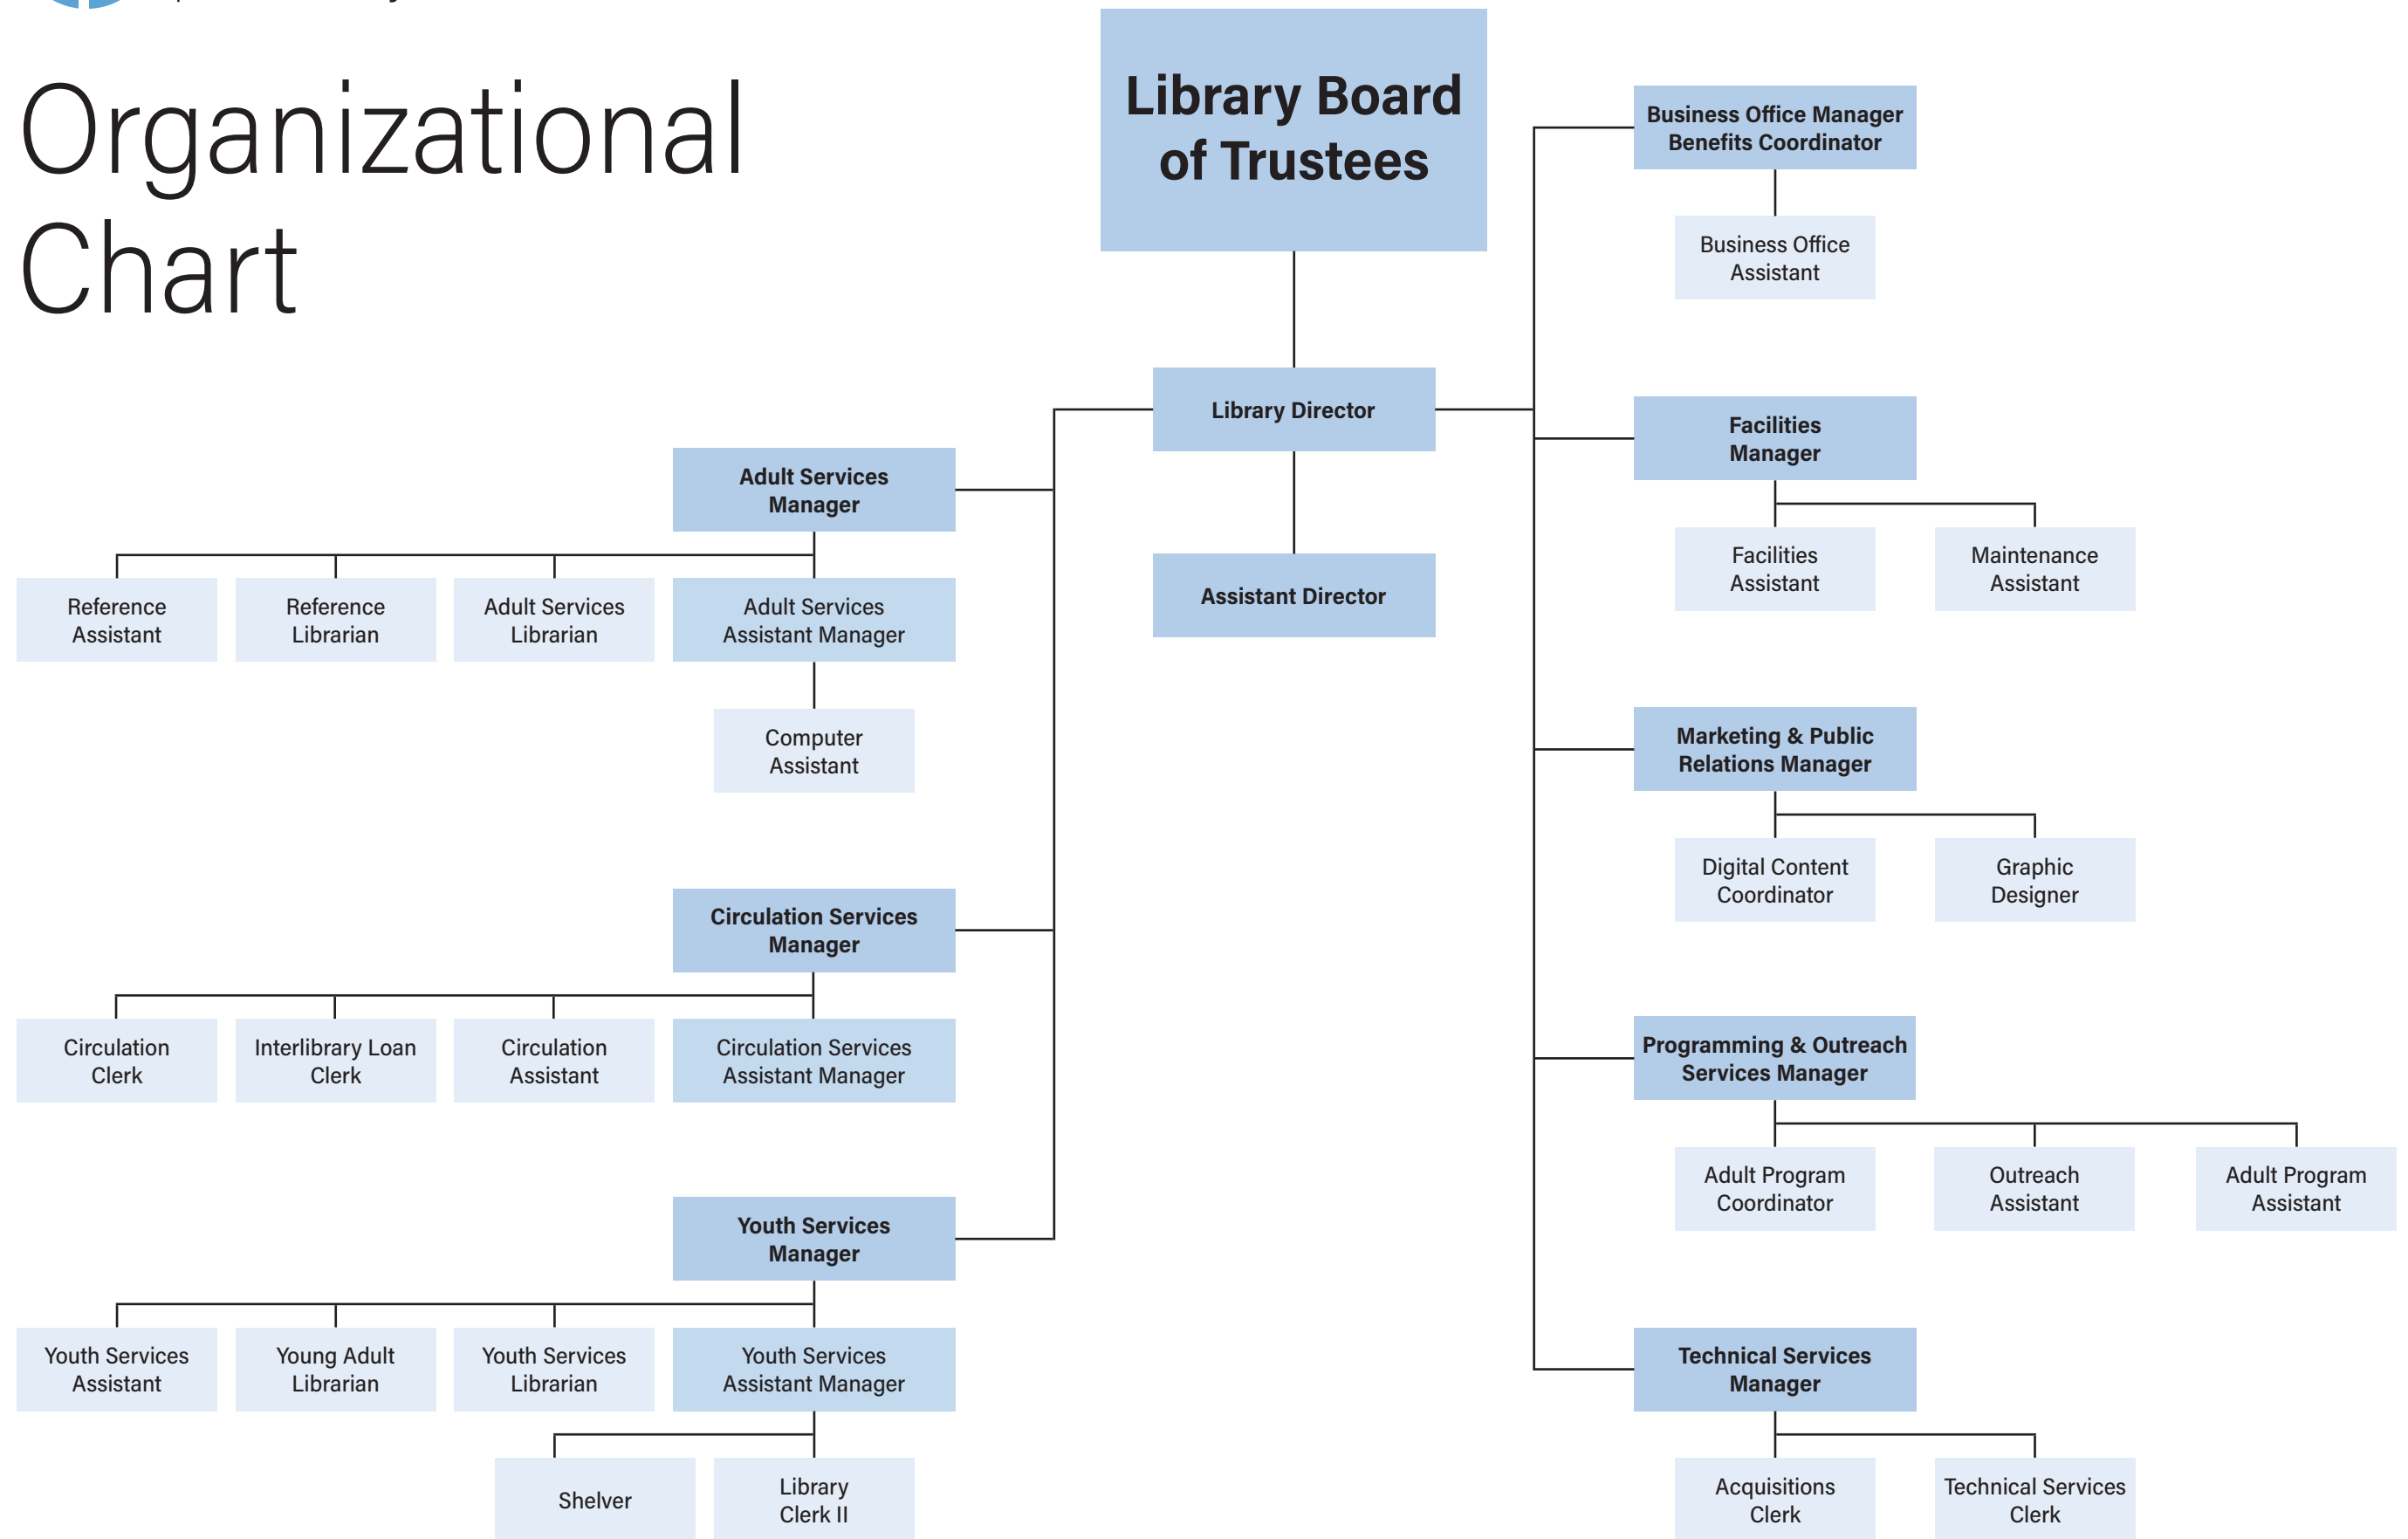 Organizational
Chart
Library Board
of Trustees
Library Director
Assistant Director
Adult Services
Manager
Reference
Assistant
Reference
Librarian
Adult Services
Librarian
Adult Services
Assistant Manager
Computer
Assistant
Circulation Services
Manager
Circulation
Clerk
Interlibrary Loan
Clerk
Circulation
Assistant
Circulation Services
Assistant Manager
Youth Services
Manager
Youth Services
Assistant
Young Adult
Librarian
Youth Services
Librarian
Youth Services
Assistant Manager
Shelver
Library
Clerk II
Business Office Manager
Benefits Coordinator
Business Office
Assistant
Facilities
Manager
Facilities
Assistant
Maintenance
Assistant
Marketing & Public
Relations Manager
Digital Content
Coordinator
Graphic
Designer
Programming & Outreach
Services Manager
Adult Program
Coordinator
Outreach
Assistant
Adult Program
Assistant
Technical Services
Manager
Acquisitions
Clerk
Technical Services
Clerk